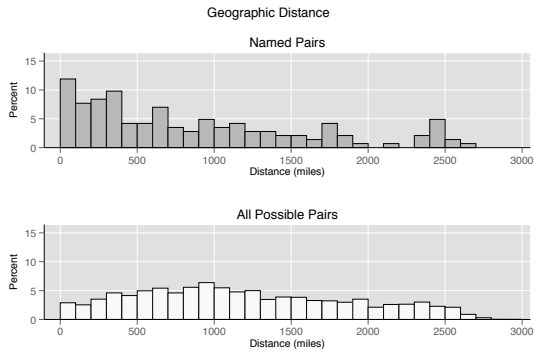 Geographic Distance
Named Pairs
15
10
5
0
Percent
0 500 1000 1500 2000 2500 3000
Distance (miles)
All Possible Pairs
15
10
5
0
Percent
0 500 1000 1500 2000 2500 3000
Distance (miles)